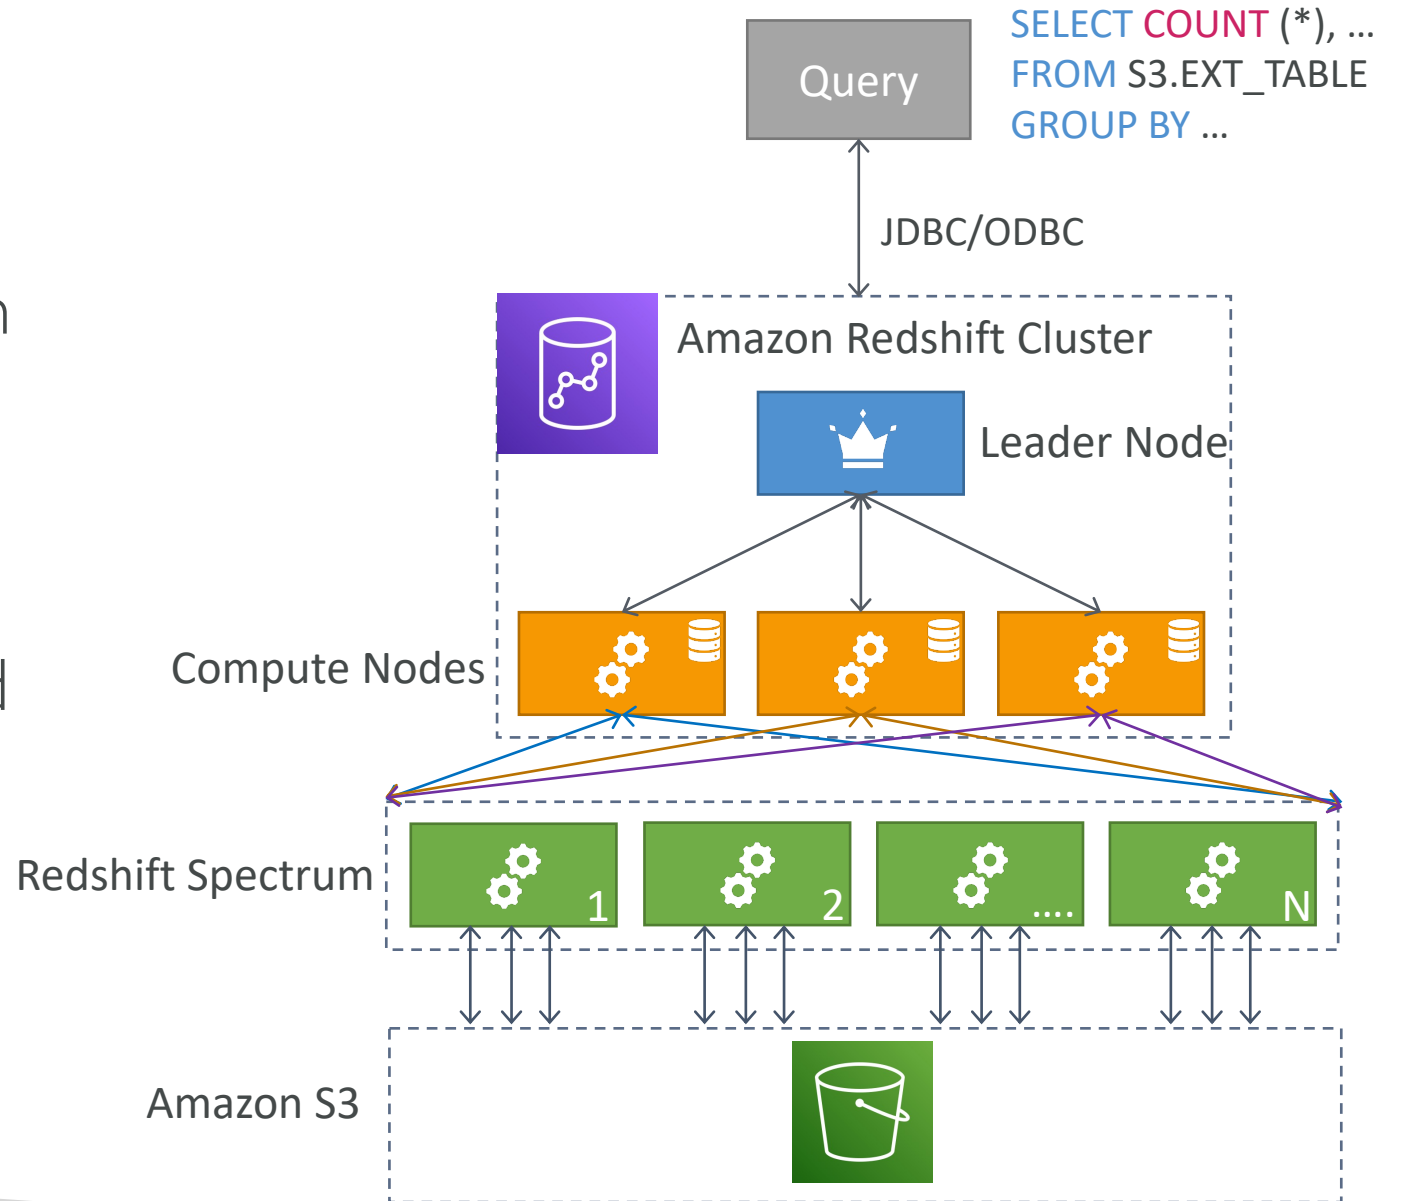 Query
SELECT COUNT (*), …
FROM S3.EXT_TABLE
GROUP BY …
JDBC/ODBC
Amazon Redshift Cluster
Leader Node
Compute Nodes
Redshift Spectrum
1
2
....
N
Amazon S3